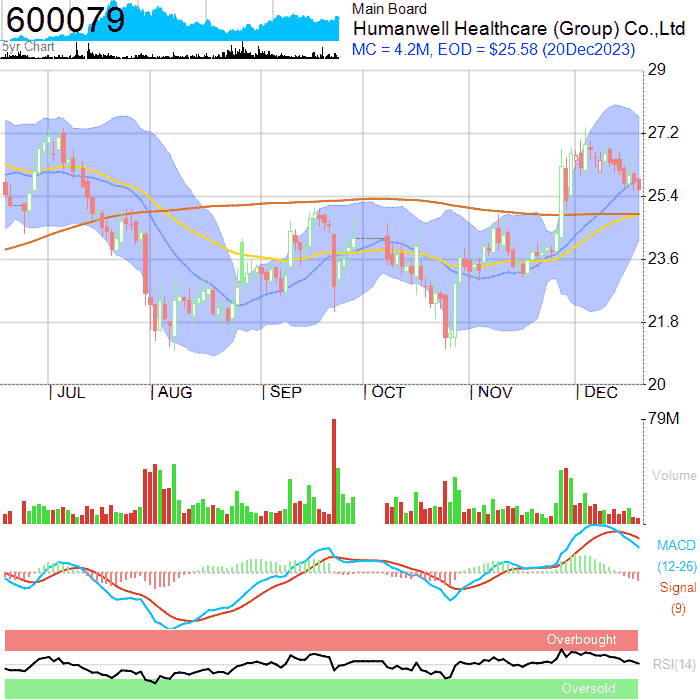 600079
5yr Chart
Main Board
Humanwell Healthcare (Group) Co.,Ltd
MC = 4.2M, EOD = $25.58 (20Dec2023)
29
27.2
25.4
23.6
21.8
20
JUL
AUG
SEP
OCT
NOV
DEC
79M
Volume
MACD
(12-26)
Signal
(9)
Overbought
RSI(14)
Oversold